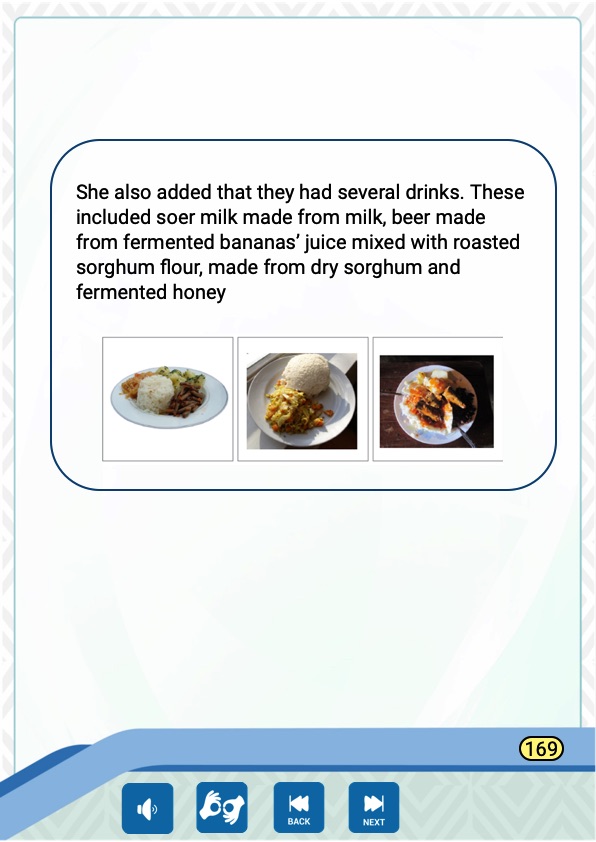 She also added that they had several drinks. These
included soer milk made from milk, beer made
from fermented bananas’ juice mixed with roasted
sorghum flour, made from dry sorghum and
fermented honey
169
BACK
NEXT